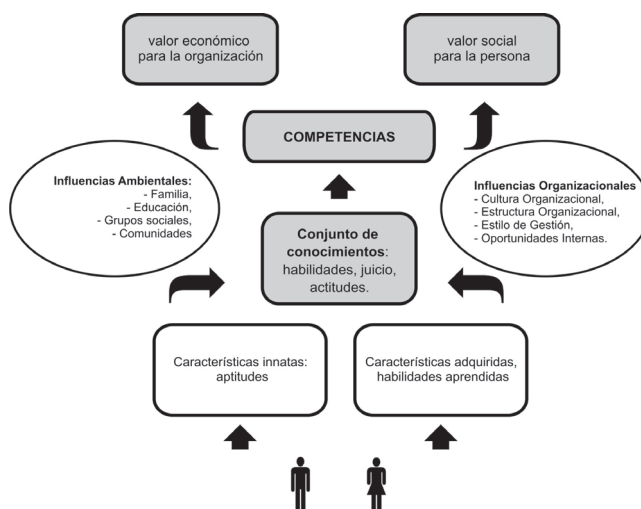 valor económico
para la organización
valor social
para la persona
COMPETENCIAS
Influencias Ambientales:
- Familia,
- Educación,
- Grupos sociales,
- Comunidades
Influencias Organizacionales
- Cultura Organizacional,
- Estructura Organizacional,
- Estilo de Gestión,
- Oportunidades Internas.
Conjunto de
conocimientos:
habilidades, juicio,
actitudes.
Características innatas:
aptitudes
Características adquiridas,
habilidades aprendidas